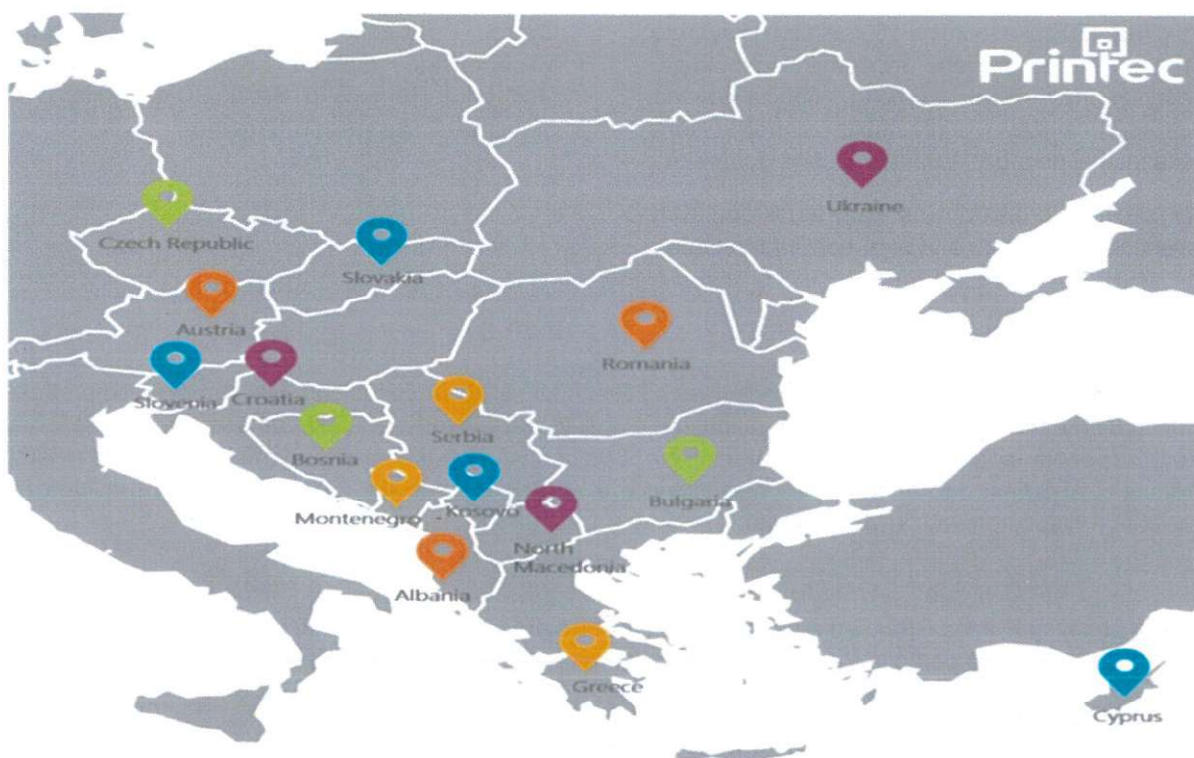 Printec
Ukraine
Czech Republic
Slovakia
Austria
Romania
Slovenia
Croatia
Serbia
Bosnia
Bulgaria
Montenegro
Kosovo
North
Macedonia
Albania
Greece
Cyprus